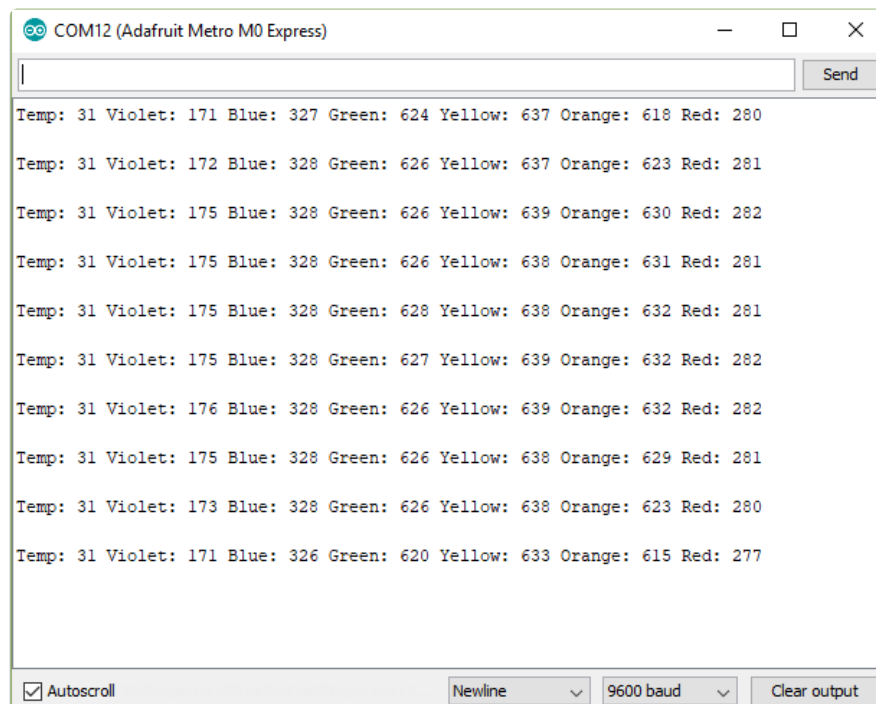 COM12 (Adafruit Metro M0 Express)
Send
Temp: 31 Violet: 171 Blue: 327 Green: 624 Yellow: 637 Orange: 618 Red: 280
Temp: 31 Violet: 172 Blue: 328 Green: 626 Yellow: 637 Orange: 623 Red: 281
Temp: 31 Violet: 175 Blue: 328 Green: 626 Yellow: 639 Orange: 630 Red: 282
Temp: 31 Violet: 175 Blue: 328 Green: 626 Yellow: 638 Orange: 631 Red: 281
Temp: 31 Violet: 175 Blue: 328 Green: 628 Yellow: 638 Orange: 632 Red: 281
Temp: 31 Violet: 175 Blue: 328 Green: 627 Yellow: 639 Orange: 632 Red: 282
Temp: 31 Violet: 176 Blue: 328 Green: 626 Yellow: 639 Orange: 632 Red: 282
Temp: 31 Violet: 175 Blue: 328 Green: 626 Yellow: 638 Orange: 629 Red: 281
Temp: 31 Violet: 173 Blue: 328 Green: 626 Yellow: 638 Orange: 623 Red: 280
Temp: 31 Violet: 171 Blue: 326 Green: 620 Yellow: 633 Orange: 615 Red: 277
Autoscroll Newline 9600 baud Clear output